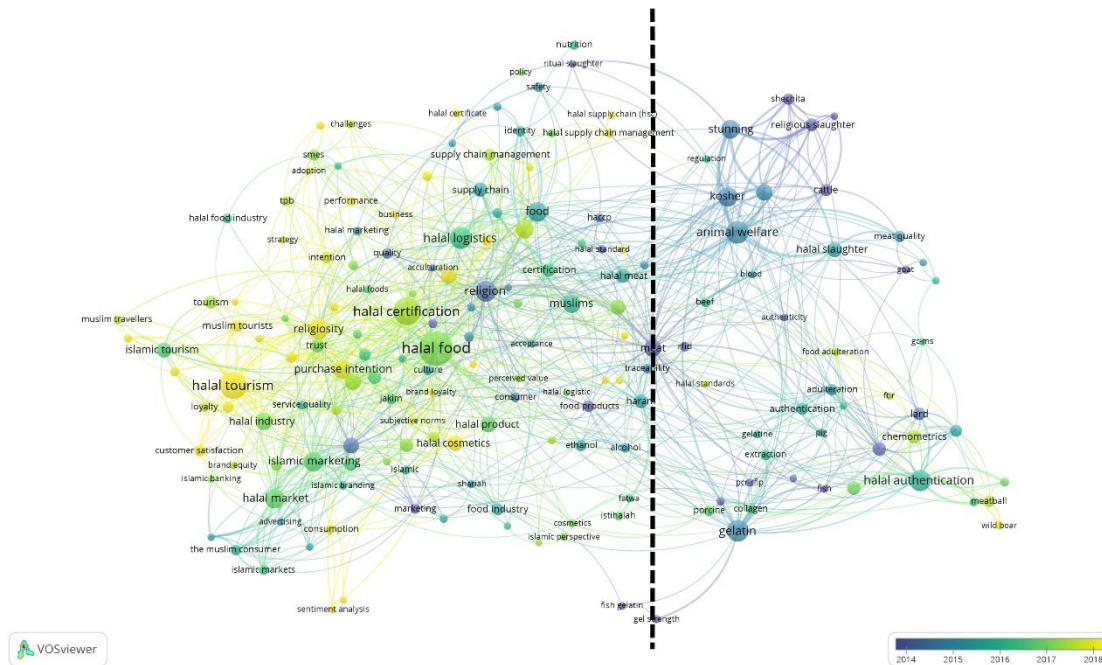 nutrition
ritual slaughter
policy
safety
shechita
halal certificate
halal supply chain (hsc)
religious slaughter
challenges
identity
halal supply chain management
stunning
smes
supply chain management
regulation
adoption
supply chain
kosher
cattle
tpb
performance
halal food industry
business
food
haccp
halal marketing
animal welfare
strategy
halal logistics
meat quality
quality
halal standard
halal slaughter
intention
acculturation
certification
halal meat
blood
goat
halal foods
religion
tourism
muslims
beef
muslim travellers
halal certification
authenticity
muslim tourists
religiosity
trust
acceptance
meat
rfid
gc-ms
islamic tourism
halal food
food adulteration
purchase intention
culture
traceability
perceived value
ftir
halal tourism
brand loyalty
halal logistic
halal standards
adulteration
loyalty
service quality
jakim
consumer
food products
haram
authentication
lard
halal industry
subjective norms
halal product
pig
chemometrics
gelatine
customer satisfaction
halal cosmetics
ethanol
alcohol
extraction
brand equity
islamic marketing
islamic
islamic banking
halal authentication
islamic branding
shariah
pcr-rflp
fish
halal market
fatwa
meatball
marketing
food industry
porcine
collagen
advertising
istihalah
consumption
cosmetics
wild boar
islamic perspective
gelatin
the muslim consumer
islamic markets
sentiment analysis
fish gelatin
gel strength
VOSviewer
2014 2015 2016 2017 2018